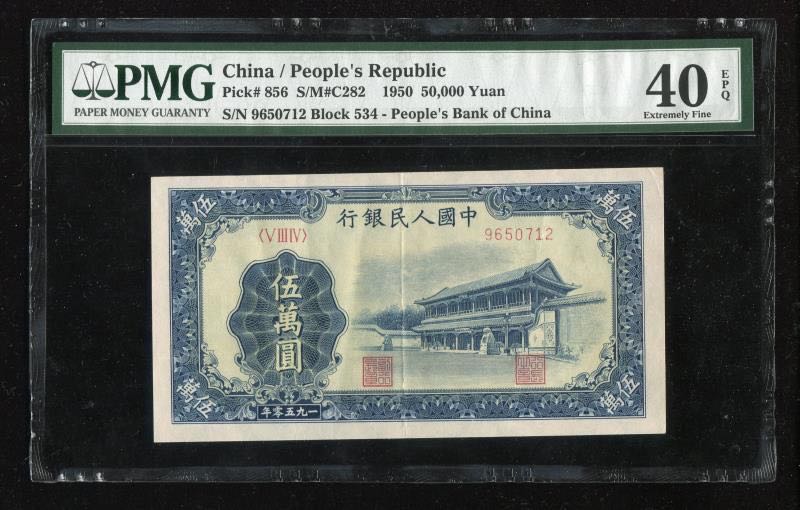 PMG
PAPER MONEY GUARANTY
China / People's Republic
Pick# 856 S/M#C282 1950 50,000 Yuan
S/N 9650712 Block 534 - People's Bank of China
40
EPQ
Extremely Fine
伍萬
伍萬
行銀民人國中
〈VIIIIV〉
9650712
伍萬圓
伍萬
伍萬
年零五九一